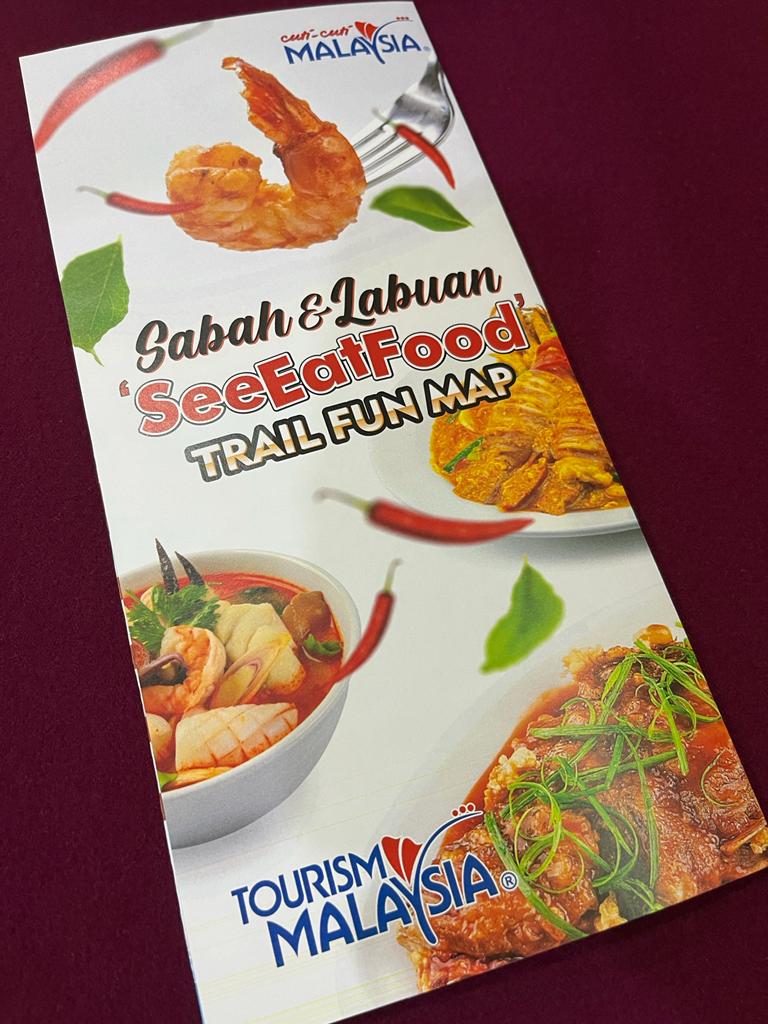 cuti-cuti
MALAYSIA®
Sabah & Labuan
'SeeEatFood'
TRAIL FUN MAP
TOURISM
MALAYSIA®